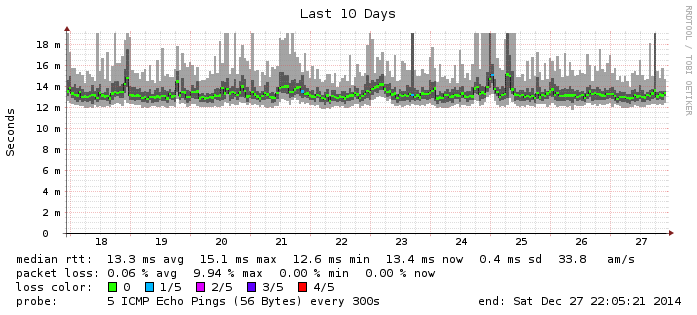 Last 10 Days
RRDTOOL / TOBI OETIKER
Seconds
18 m
16 m
14 m
12 m
10 m
8 m
6 m
4 m
2 m
0
18 19 20 21 22 23 24 25 26 27
median rtt: 13.3 ms avg 15.1 ms max 12.6 ms min 13.4 ms now 0.4 ms sd 33.8 am/s
packet loss: 0.06 % avg 9.94 % max 0.00 % min 0.00 % now
loss color: 0 1/5 2/5 3/5 4/5
probe: 5 ICMP Echo Pings (56 Bytes) every 300s end: Sat Dec 27 22:05:21 2014